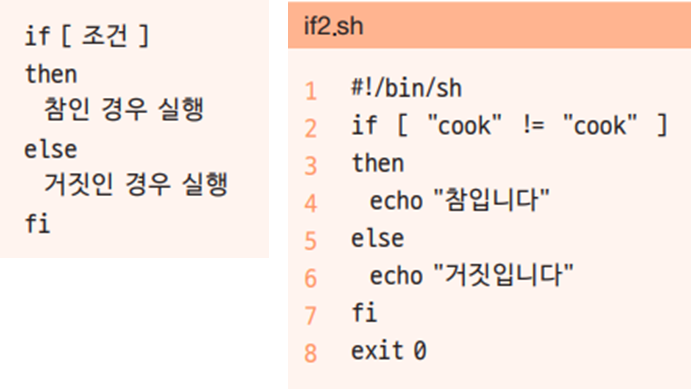 if [ 조건 ]
then
참인 경우 실행
else
거짓인 경우 실행
fi
if2.sh
1 #!/bin/sh
2 if [ "cook" != "cook" ]
3 then
4 echo "참입니다"
5 else
6 echo "거짓입니다"
7 fi
8 exit 0